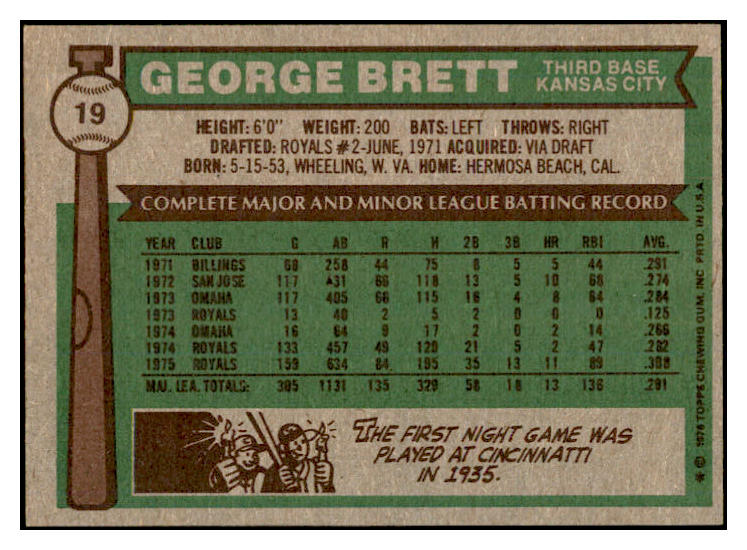 19
GEORGE BRETT
THIRD BASE
KANSAS CITY
HEIGHT: 6'0" WEIGHT: 200 BATS: LEFT THROWS: RIGHT
DRAFTED: ROYALS #2-JUNE, 1971 ACQUIRED: VIA DRAFT
BORN: 5-15-53, WHEELING, W. VA. HOME: HERMOSA BEACH, CAL.
COMPLETE MAJOR AND MINOR LEAGUE BATTING RECORD
YEAR CLUB G AB R H 2B 3B HR RBI AVG.
1971 BILLINGS 68 258 44 75 8 5 5 44 .291
1972 SAN JOSE 117 431 66 118 13 5 10 68 .274
1973 OMAHA 117 405 66 115 16 4 8 64 .284
1973 ROYALS 13 40 2 5 2 0 0 0 .125
1974 OMAHA 16 64 9 17 2 0 2 14 .266
1974 ROYALS 133 457 49 129 21 5 2 47 .282
1975 ROYALS 159 634 84 195 35 13 11 89 .308
MAJ. LEA. TOTALS: 305 1131 135 329 58 18 13 136 .291
THE FIRST NIGHT GAME WAS
PLAYED AT CINCINNATTI
IN 1935.
* © 1976 TOPPS CHEWING GUM, INC. PRTD. IN U.S.A.